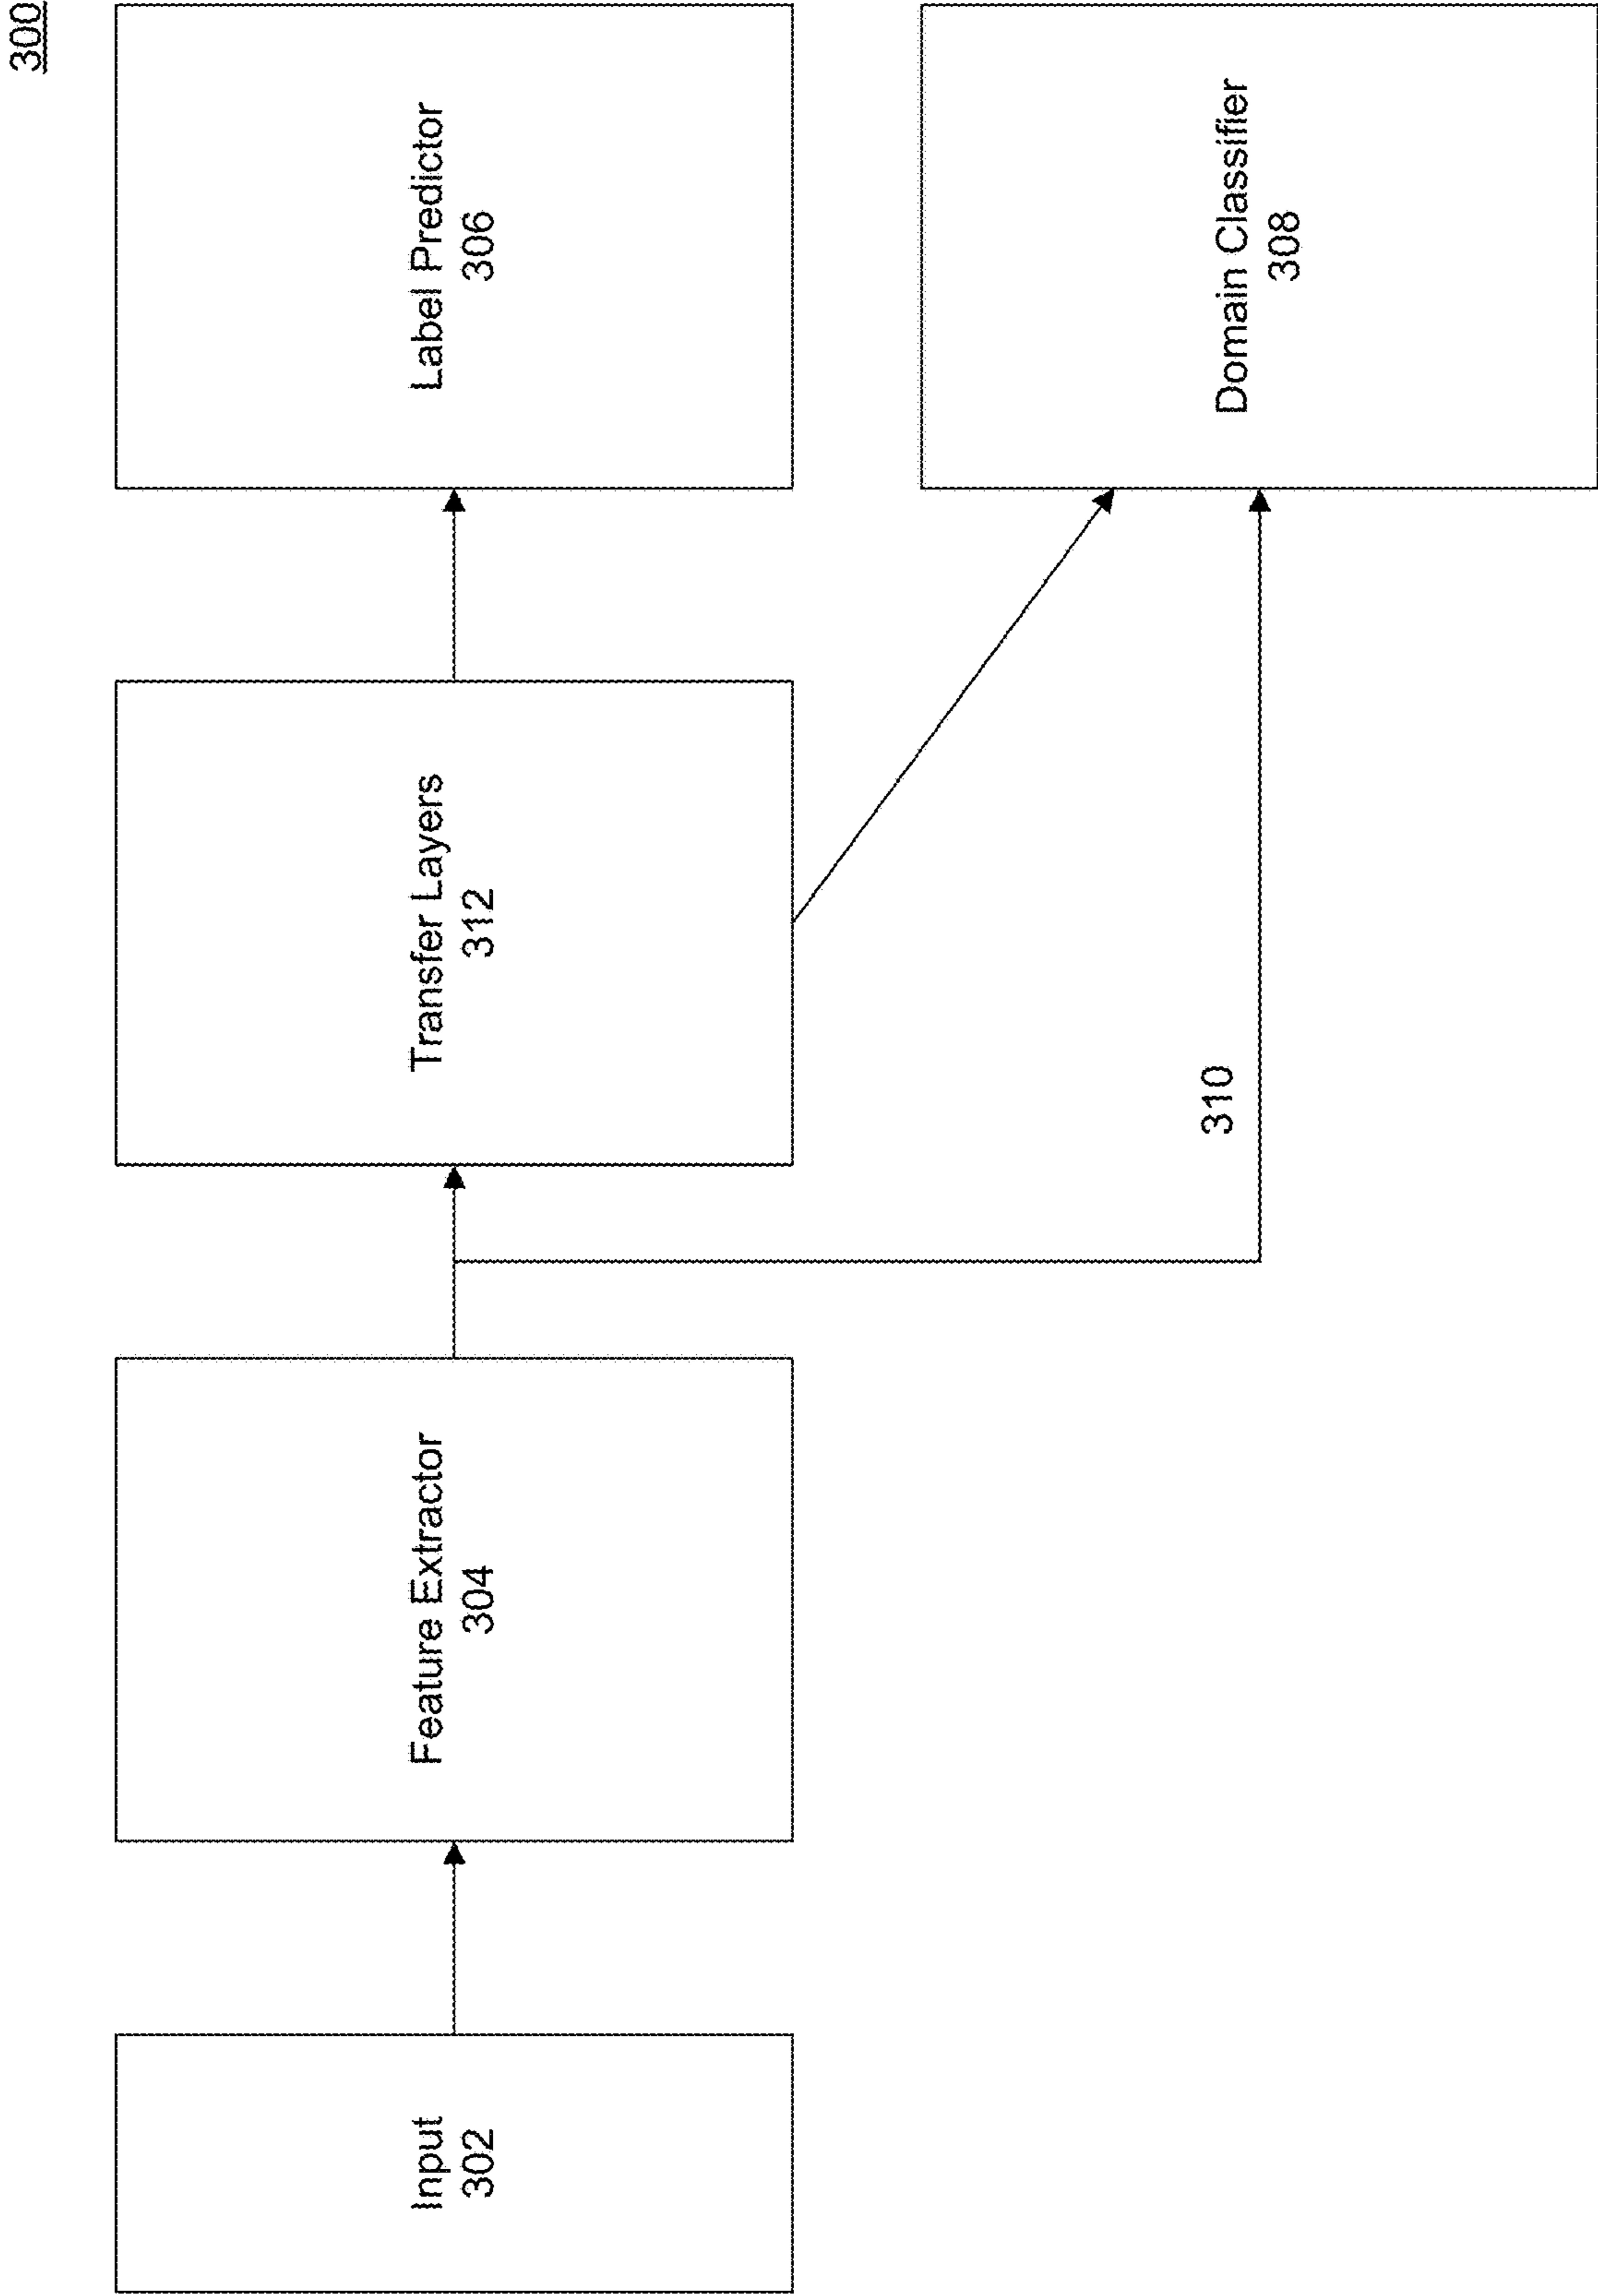 300
Input
302
Feature Extractor
304
Transfer Layers
312
Label Predictor
306
310
Domain Classifier
308